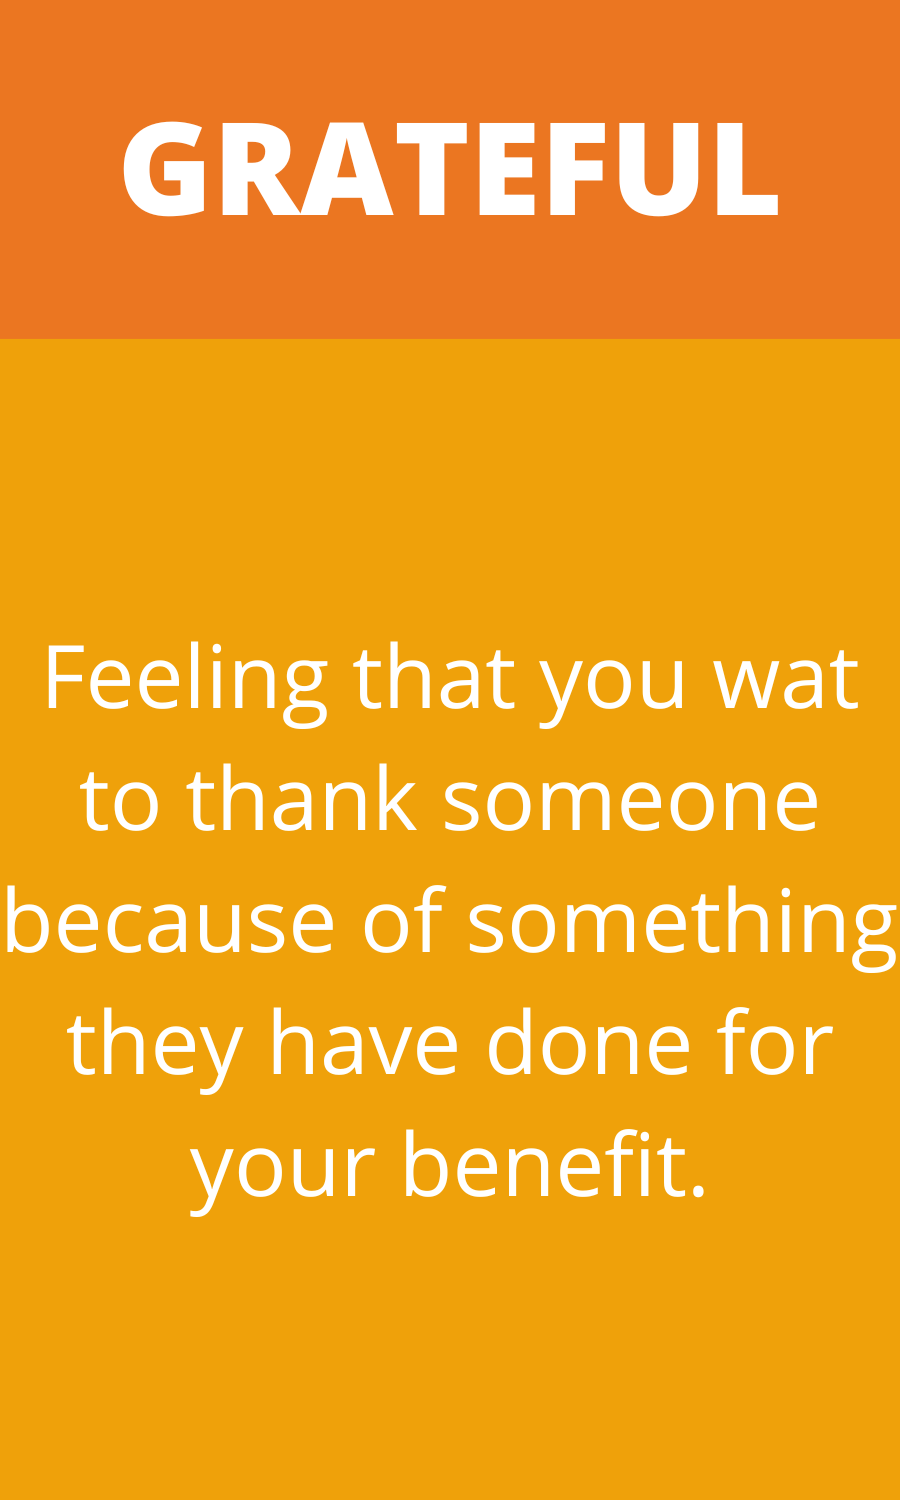 GRATEFUL
Feeling that you wat
to thank someone
because of something
they have done for
your benefit.